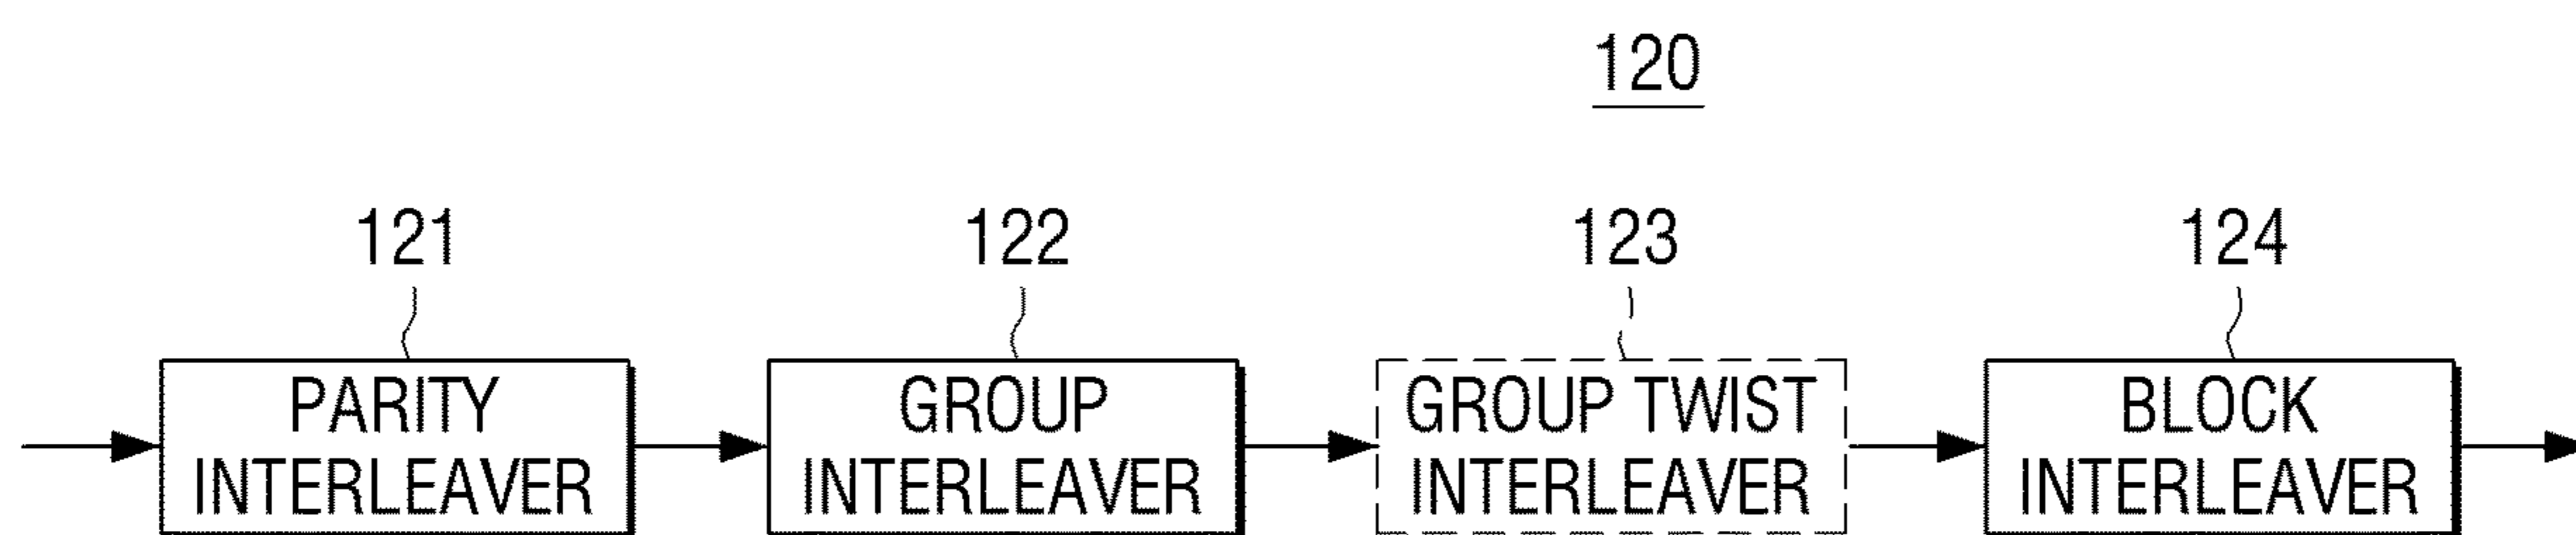 120
121
122
123
124
PARITY
INTERLEAVER
GROUP
INTERLEAVER
GROUP TWIST
INTERLEAVER
BLOCK
INTERLEAVER